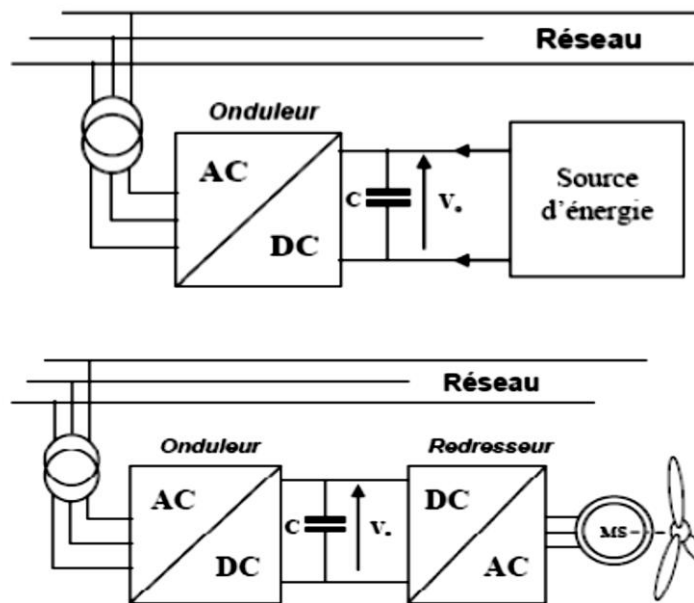 Réseau
Onduleur
AC
DC
C
V.
Source
d'énergie
Réseau
Onduleur
Redresseur
AC
DC
C
V.
DC
AC
MS